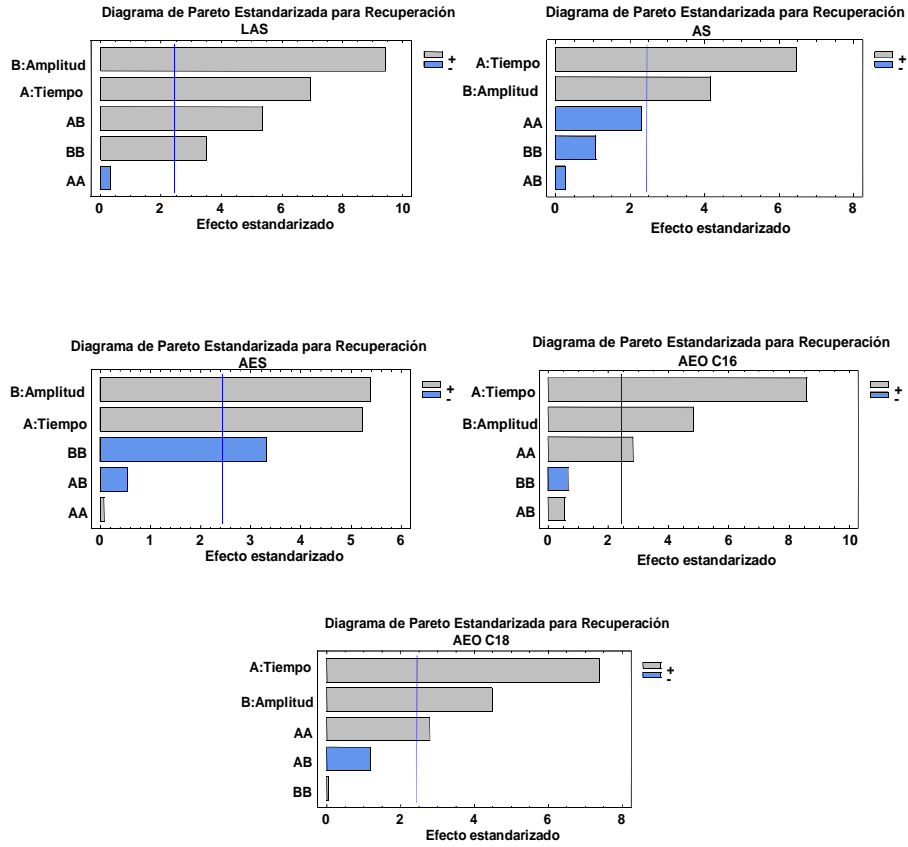 Diagrama de Pareto Estandarizada para Recuperación
LAS
B:Amplitud
A:Tiempo
AB
BB
AA
0 2 4 6 8 10
Efecto estandarizado
+
-
Diagrama de Pareto Estandarizada para Recuperación
AS
A:Tiempo
B:Amplitud
AA
BB
AB
0 2 4 6 8
Efecto estandarizado
+
-
Diagrama de Pareto Estandarizada para Recuperación
AES
B:Amplitud
A:Tiempo
BB
AB
AA
0 1 2 3 4 5 6
Efecto estandarizado
+
-
Diagrama de Pareto Estandarizada para Recuperación
AEO C16
A:Tiempo
B:Amplitud
AA
BB
AB
0 2 4 6 8 10
Efecto estandarizado
+
-
Diagrama de Pareto Estandarizada para Recuperación
AEO C18
A:Tiempo
B:Amplitud
AA
AB
BB
0 2 4 6 8
Efecto estandarizado
+
-